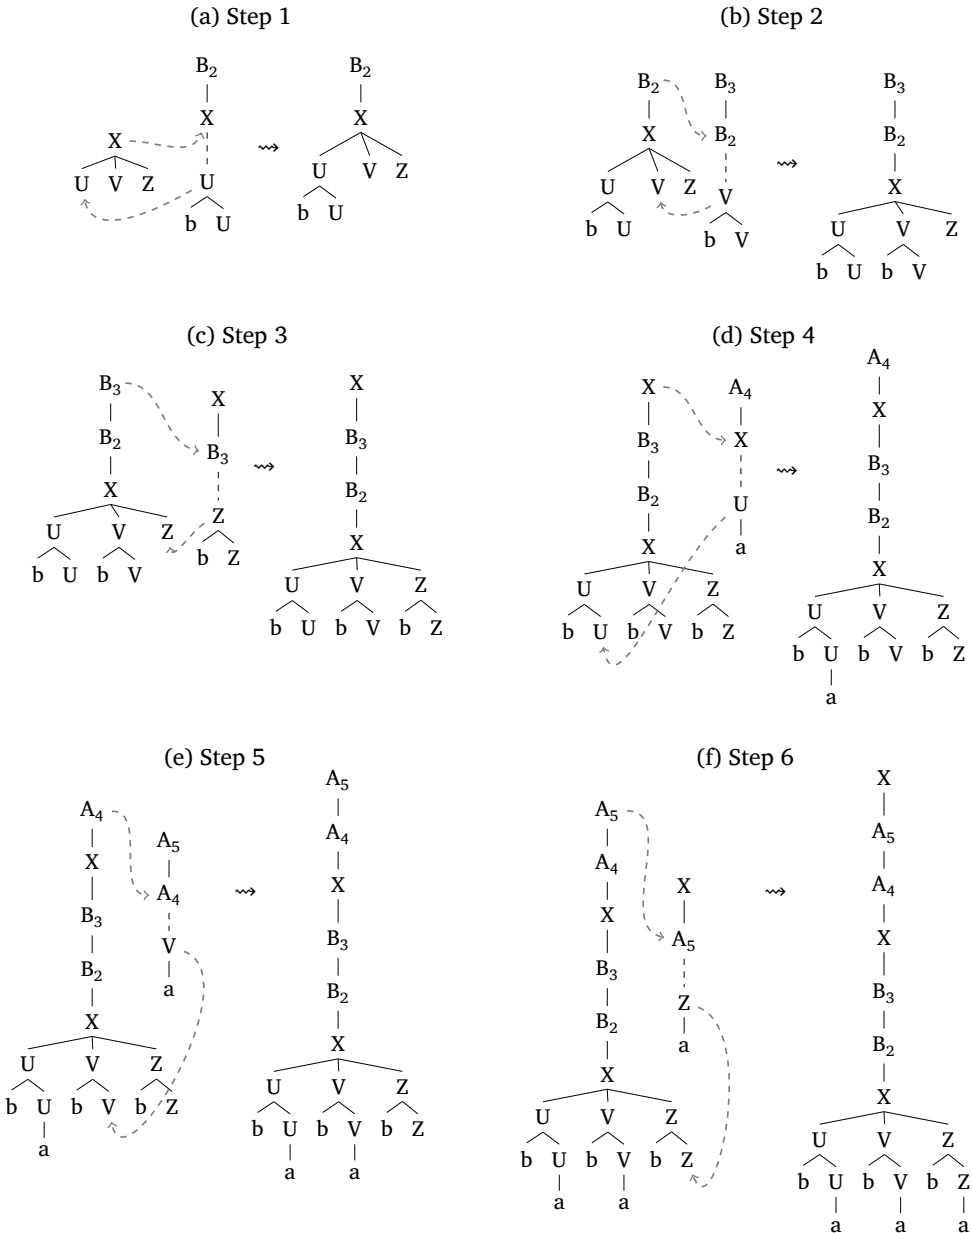 (a) Step 1
B₂ B₂
X X
X ⇝
U V Z U U V Z
b U b U
(b) Step 2
B₂ B₃ B₃
X B₂ B₂
⇝
U V Z V X
b U b V U V Z
b U b V
(c) Step 3
B₃ X X
B₂ B₃ B₃
⇝
X B₂
U V Z Z X
b U b V b Z U V Z
b U b V b Z
(d) Step 4
A₄
X A₄ X
B₃ X B₃
⇝
B₂ U B₂
X a X
U V Z U V Z
b U b V b Z b U b V b Z
a
(e) Step 5
A₅
A₄ A₅ A₄
X A₄ ⇝ X
B₃ V B₃
B₂ a B₂
X X
U V Z U V Z
b U b V b Z b U b V b Z
a a a
(f) Step 6
X
A₅ A₅
A₄ X ⇝ A₄
X A₅ X
B₃ Z B₃
B₂ a B₂
X X
U V Z U V Z
b U b V b Z b U b V b Z
a a a a a